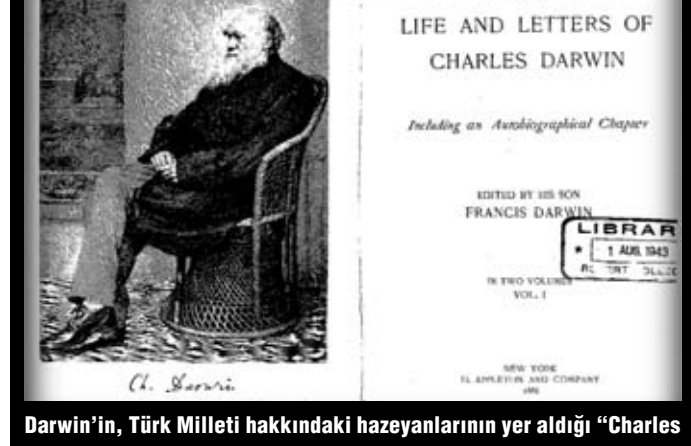 LIFE AND LETTERS OF
CHARLES DARWIN
Including an Autobiographical Chapter
EDITED BY HIS SON
FRANCIS DARWIN
LIBRAR
1 AUG. 1943
IN TWO VOLUMES
VOL. I
NEW YORK
D. APPLETON AND COMPANY
Ch. Darwin
Darwin’in, Türk Milleti hakkındaki hazeyanlarının yer aldığı “Charles